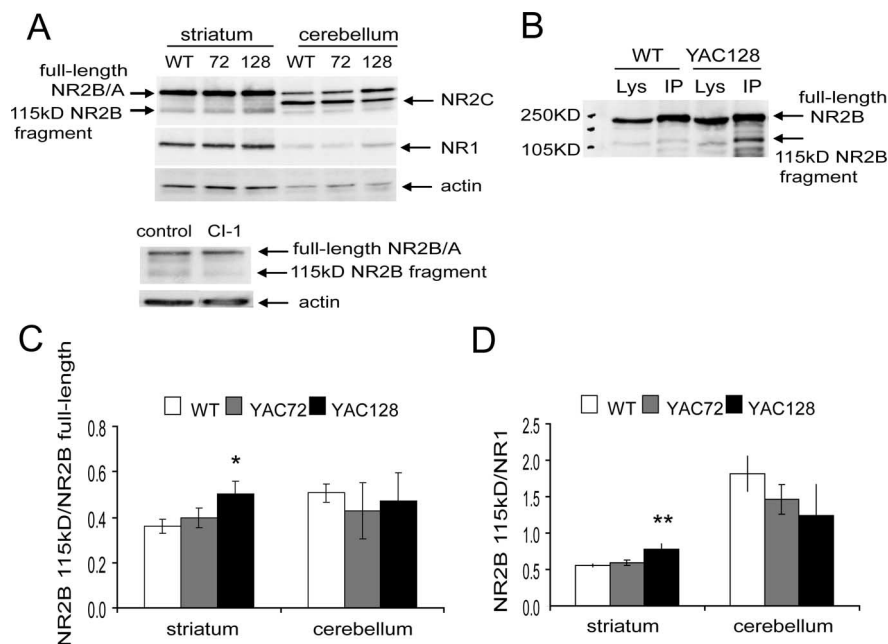 A
striatum cerebellum
WT 72 128 WT 72 128
full-length
NR2B/A
115kD NR2B
fragment
NR2C
NR1
actin
control CI-1
full-length NR2B/A
115kD NR2B fragment
actin
B
WT YAC128
Lys IP Lys IP
250KD
105KD
full-length
NR2B
115kD NR2B
fragment
C
NR2B 115kD/NR2B full-length
WT YAC72 YAC128
0.8
0.6
0.4
0.2
0.0
*
striatum cerebellum
D
NR2B 115kD/NR1
WT YAC72 YAC128
2.5
2.0
1.5
1.0
0.5
0.0
**
striatum cerebellum